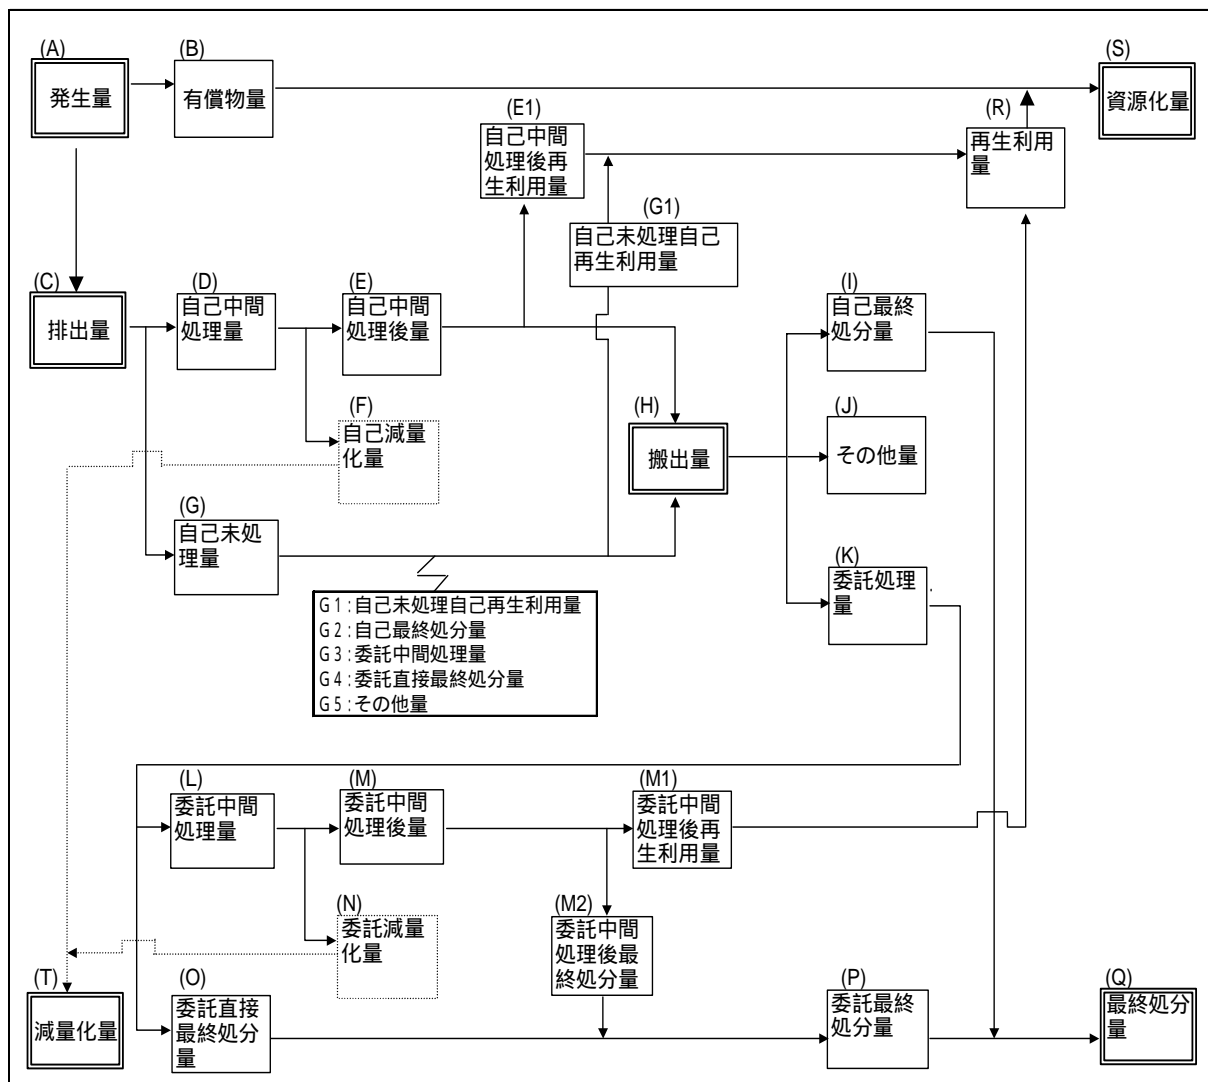 (A)
発生量
(B)
有償物量
(S)
資源化量
(E1)
自己中間
処理後再
生利用量
(R)
再生利用
量
(G1)
自己未処理自己
再生利用量
(C)
排出量
(D)
自己中間
処理量
(E)
自己中間
処理後量
(I)
自己最終
処分量
(F)
自己減量
化量
(H)
搬出量
(J)
その他量
(G)
自己未処
理量
(K)
委託処理
量
G1:自己未処理自己再生利用量
G2:自己最終処分量
G3:委託中間処理量
G4:委託直接最終処分量
G5:その他量
(L)
委託中間
処理量
(M)
委託中間
処理後量
(M1)
委託中間
処理後再
生利用量
(N)
委託減量
化量
(M2)
委託中間
処理後最
終処分量
(T)
減量化量
(O)
委託直接
最終処分
量
(P)
委託最終
処分量
(Q)
最終処分
量